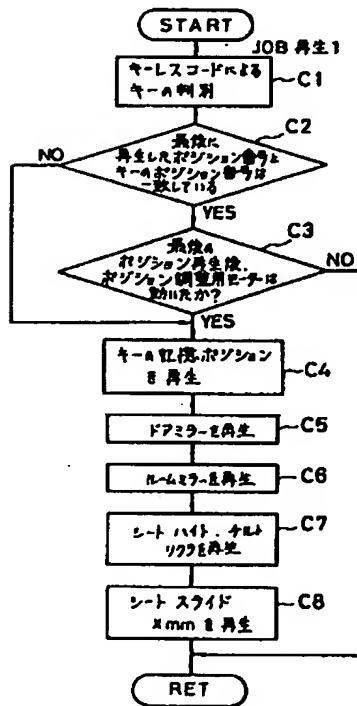 START
JOB 再生1
キーレスコードによる
キーの判別
C1
最後に
再生したポジション番号と
キーのポジション番号は
一致している
C2
NO
YES
最後の
ポジション再生後、
ポジション調整用モーターは
動いたか?
C3
NO
YES
キーの記憶ポジション
を再生
C4
ドアミラーを再生
C5
ルームミラーを再生
C6
シート ハイト、チルト
リクラを再生
C7
シート スライド
Xmmを再生
C8
RET